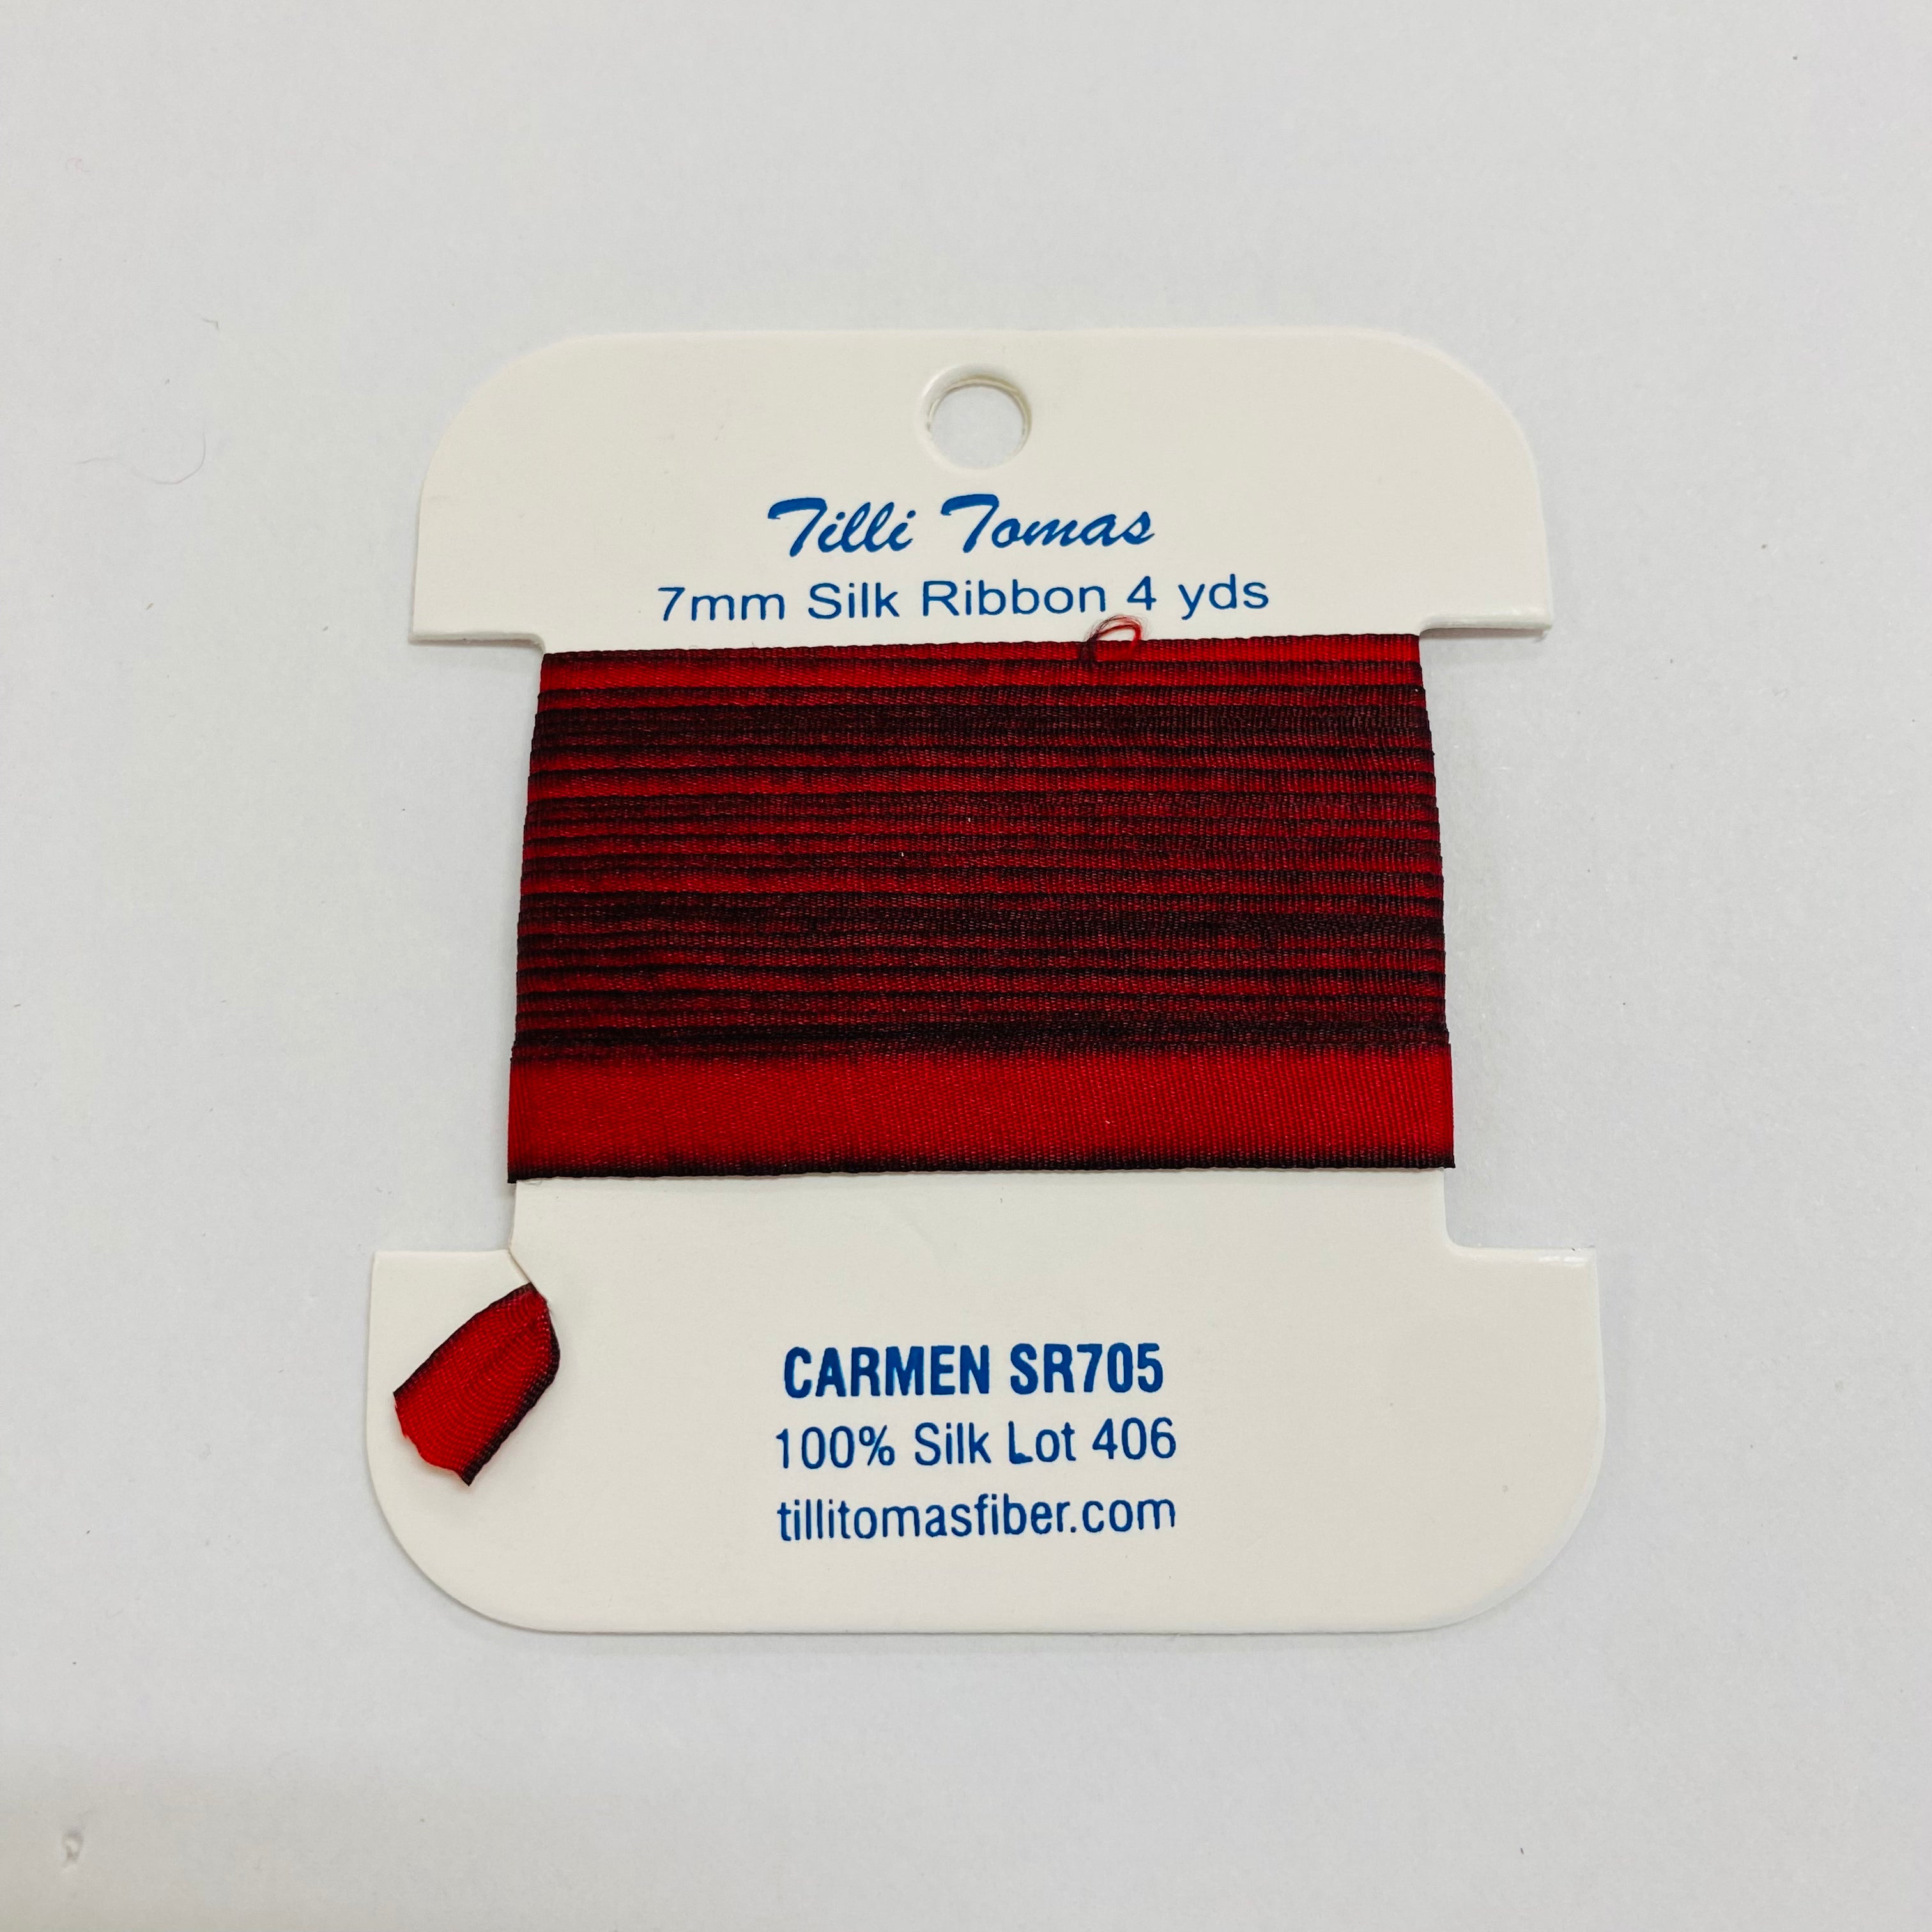 Tilli Tomas
7mm Silk Ribbon 4 yds
CARMEN SR705
100% Silk Lot 406
tillitomasfiber.com